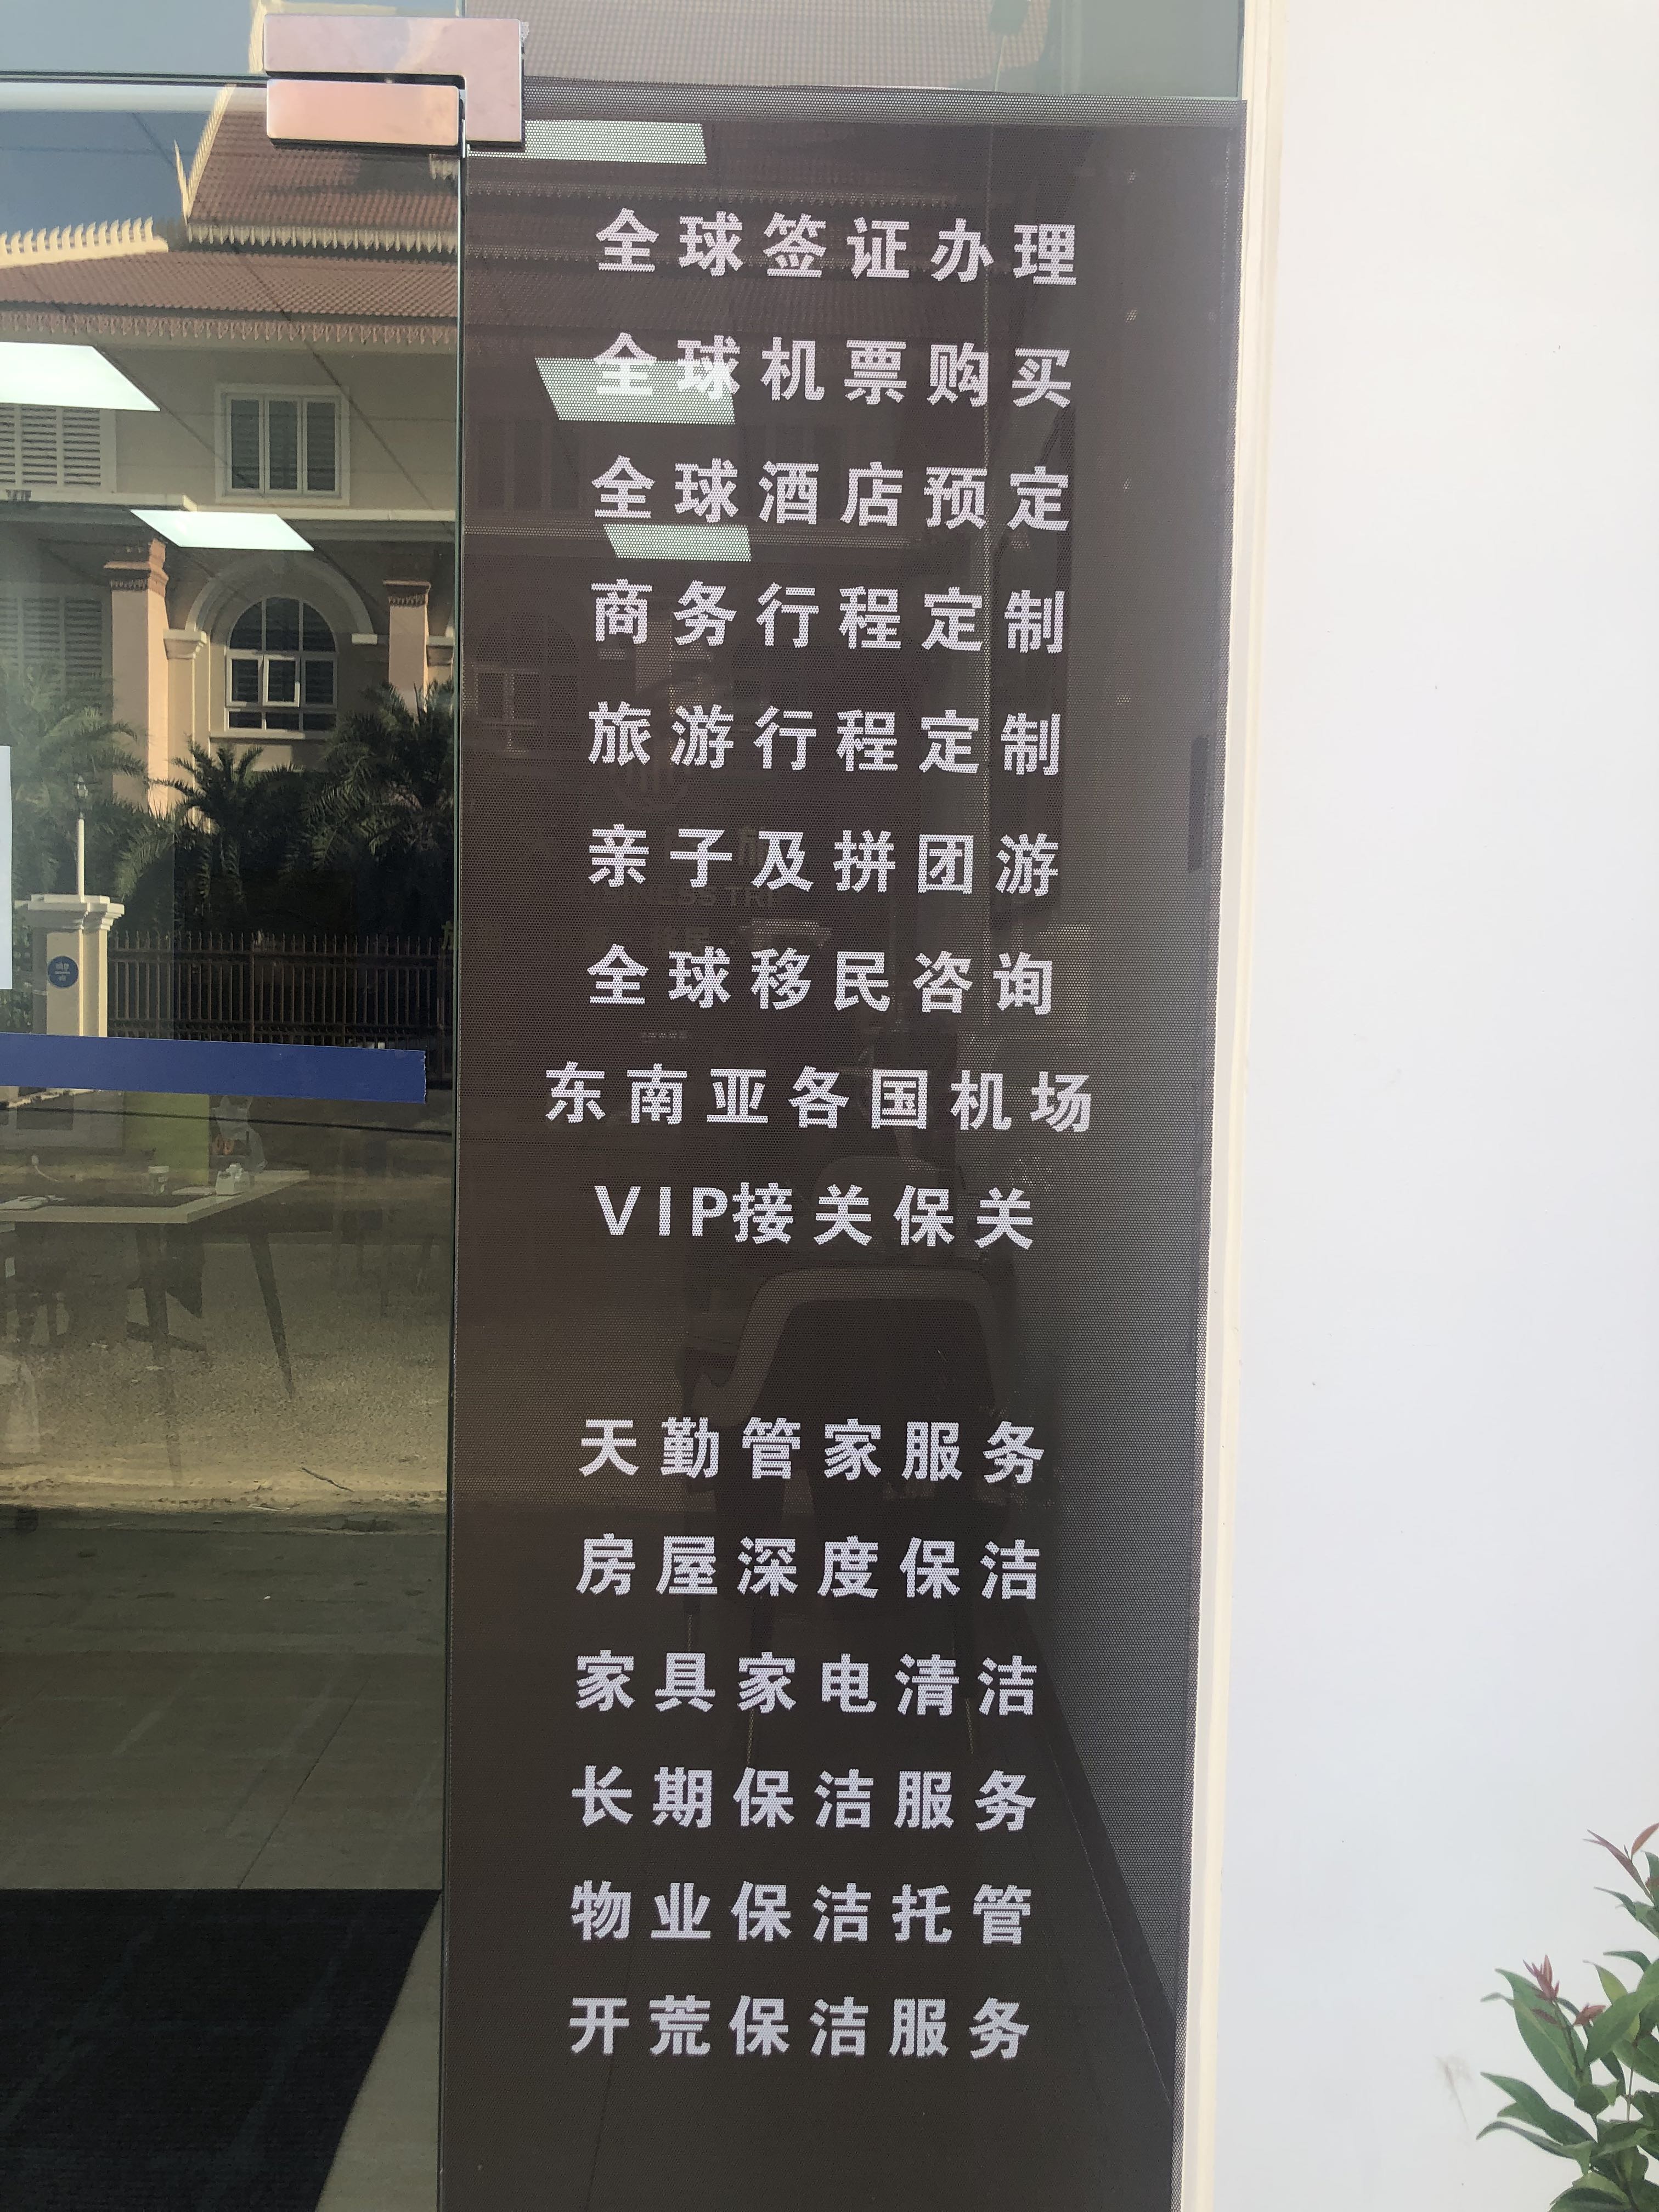 全球签证办理
全球机票购买
全球酒店预定
商务行程定制
旅游行程定制
亲子及拼团游
全球移民咨询
东南亚各国机场
VIP接关保关
天勤管家服务
房屋深度保洁
家具家电清洁
长期保洁服务
物业保洁托管
开荒保洁服务